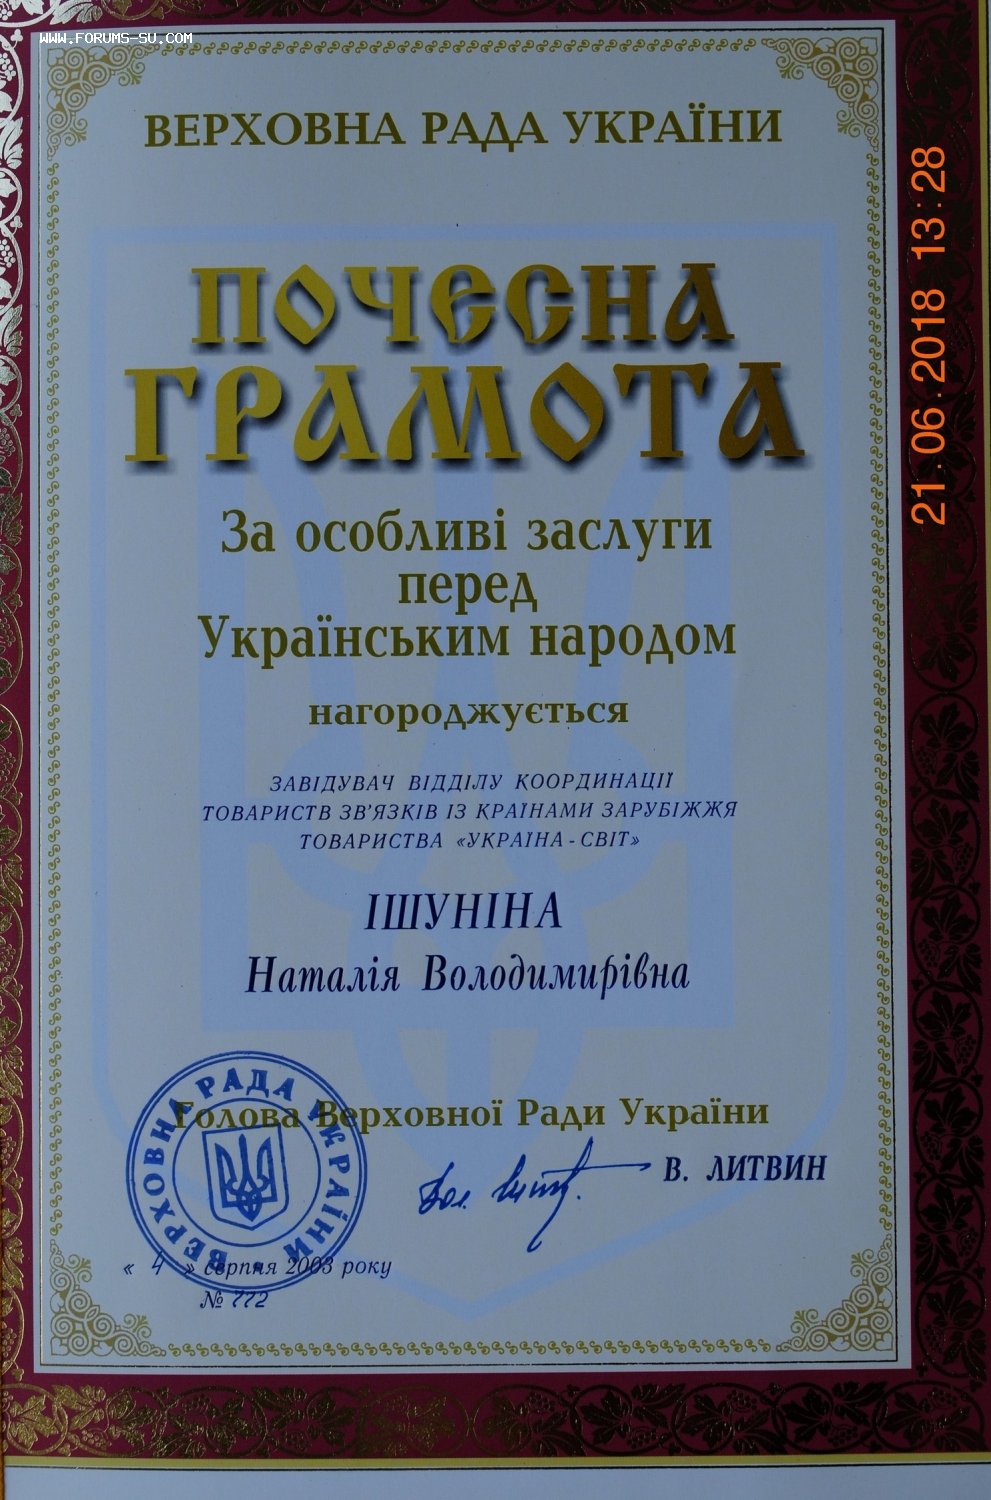 WWW.FORUMS-SU.COM
ВЕРХОВНА РАДА УКРАЇНИ
21.06.2018 13:28
ПОЧЕСНА
ГРАМОТА
За особливі заслуги
перед
Українським народом
нагороджується
ЗАВІДУВАЧ ВІДДІЛУ КООРДИНАЦІЇ
ТОВАРИСТВ ЗВ'ЯЗКІВ ІЗ КРАЇНАМИ ЗАРУБІЖЖЯ
ТОВАРИСТВА «УКРАЇНА - СВІТ»
ІШУНІНА
Наталія Володимирівна
Голова Верховної Ради України
В. ЛИТВИН
ВЕРХОВНА РАДА УКРАЇНИ
« 4 » серпня 2003 року
№ 772